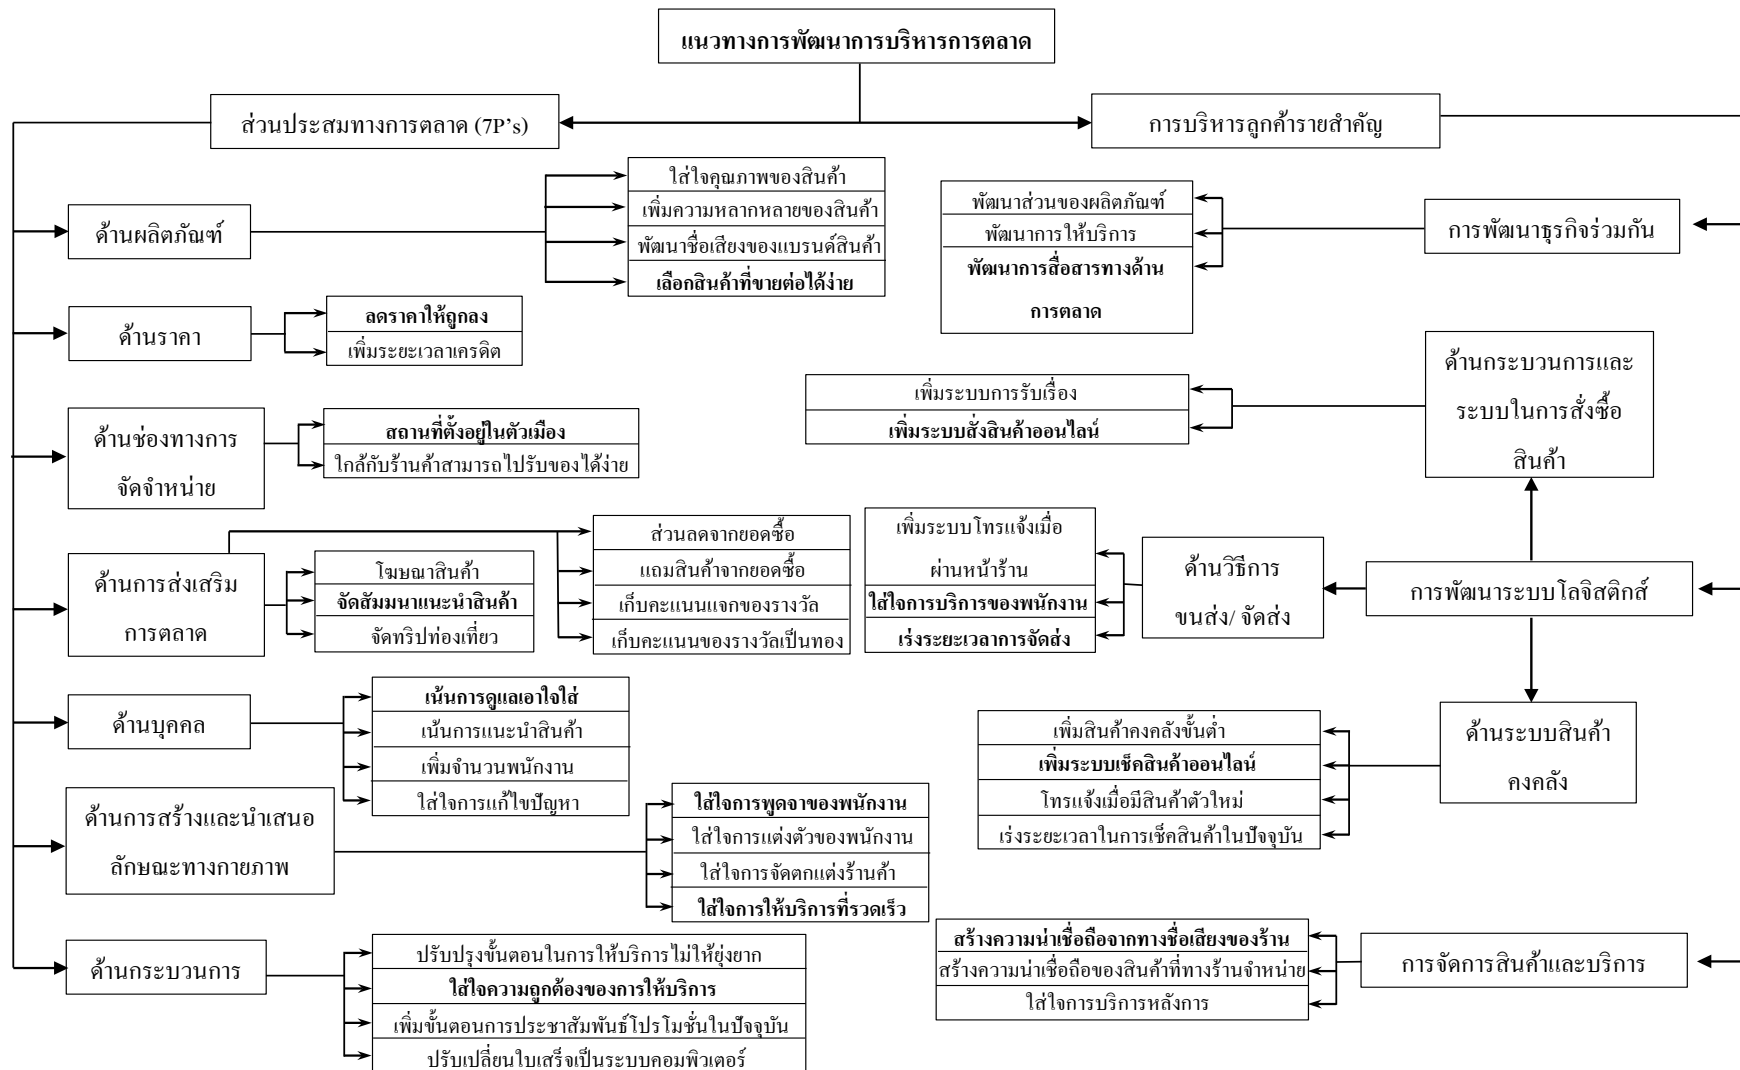 แนวทางการพัฒนาการบริหารการตลาด
ส่วนประสมทางการตลาด (7P's)
การบริหารลูกค้ารายสำคัญ
ด้านผลิตภัณฑ์
ใส่ใจคุณภาพของสินค้า
เพิ่มความหลากหลายของสินค้า
พัฒนาชื่อเสียงของแบรนด์สินค้า
เลือกสินค้าที่ขายต่อได้ง่าย
ด้านราคา
ลดราคาให้ถูกลง
เพิ่มระยะเวลาเครดิต
ด้านช่องทางการ
จัดจำหน่าย
สถานที่ตั้งอยู่ในตัวเมือง
ใกล้กับร้านค้าสามารถไปรับของได้ง่าย
ด้านการส่งเสริม
การตลาด
โฆษณาสินค้า
จัดสัมมนาแนะนำสินค้า
จัดทริปท่องเที่ยว
ส่วนลดจากยอดซื้อ
แถมสินค้าจากยอดซื้อ
เก็บคะแนนแจกของรางวัล
เก็บคะแนนของรางวัลเป็นทอง
ด้านบุคคล
เน้นการดูแลเอาใจใส่
เน้นการแนะนำสินค้า
เพิ่มจำนวนพนักงาน
ใส่ใจการแก้ไขปัญหา
ด้านการสร้างและนำเสนอ
ลักษณะทางกายภาพ
ใส่ใจการพูดจาของพนักงาน
ใส่ใจการแต่งตัวของพนักงาน
ใส่ใจการจัดตกแต่งร้านค้า
ใส่ใจการให้บริการที่รวดเร็ว
ด้านกระบวนการ
ปรับปรุงขั้นตอนในการให้บริการไม่ให้ยุ่งยาก
ใส่ใจความถูกต้องของการให้บริการ
เพิ่มขั้นตอนการประชาสัมพันธ์โปรโมชั่นในปัจจุบัน
ปรับเปลี่ยนใบเสร็จเป็นระบบคอมพิวเตอร์
การพัฒนาธุรกิจร่วมกัน
พัฒนาส่วนของผลิตภัณฑ์
พัฒนาการให้บริการ
พัฒนาการสื่อสารทางด้าน
การตลาด
ด้านกระบวนการและ
ระบบในการสั่งซื้อ
สินค้า
เพิ่มระบบการรับเรื่อง
เพิ่มระบบสั่งสินค้าออนไลน์
การพัฒนาระบบโลจิสติกส์
ด้านวิธีการ
ขนส่ง/ จัดส่ง
เพิ่มระบบโทรแจ้งเมื่อ
ผ่านหน้าร้าน
ใส่ใจการบริการของพนักงาน
เร่งระยะเวลาการจัดส่ง
ด้านระบบสินค้า
คงคลัง
เพิ่มสินค้าคงคลังขั้นต่ำ
เพิ่มระบบเช็คสินค้าออนไลน์
โทรแจ้งเมื่อมีสินค้าตัวใหม่
เร่งระยะเวลาในการเช็คสินค้าในปัจจุบัน
การจัดการสินค้าและบริการ
สร้างความน่าเชื่อถือจากทางชื่อเสียงของร้าน
สร้างความน่าเชื่อถือของสินค้าที่ทางร้านจำหน่าย
ใส่ใจการบริการหลังการ